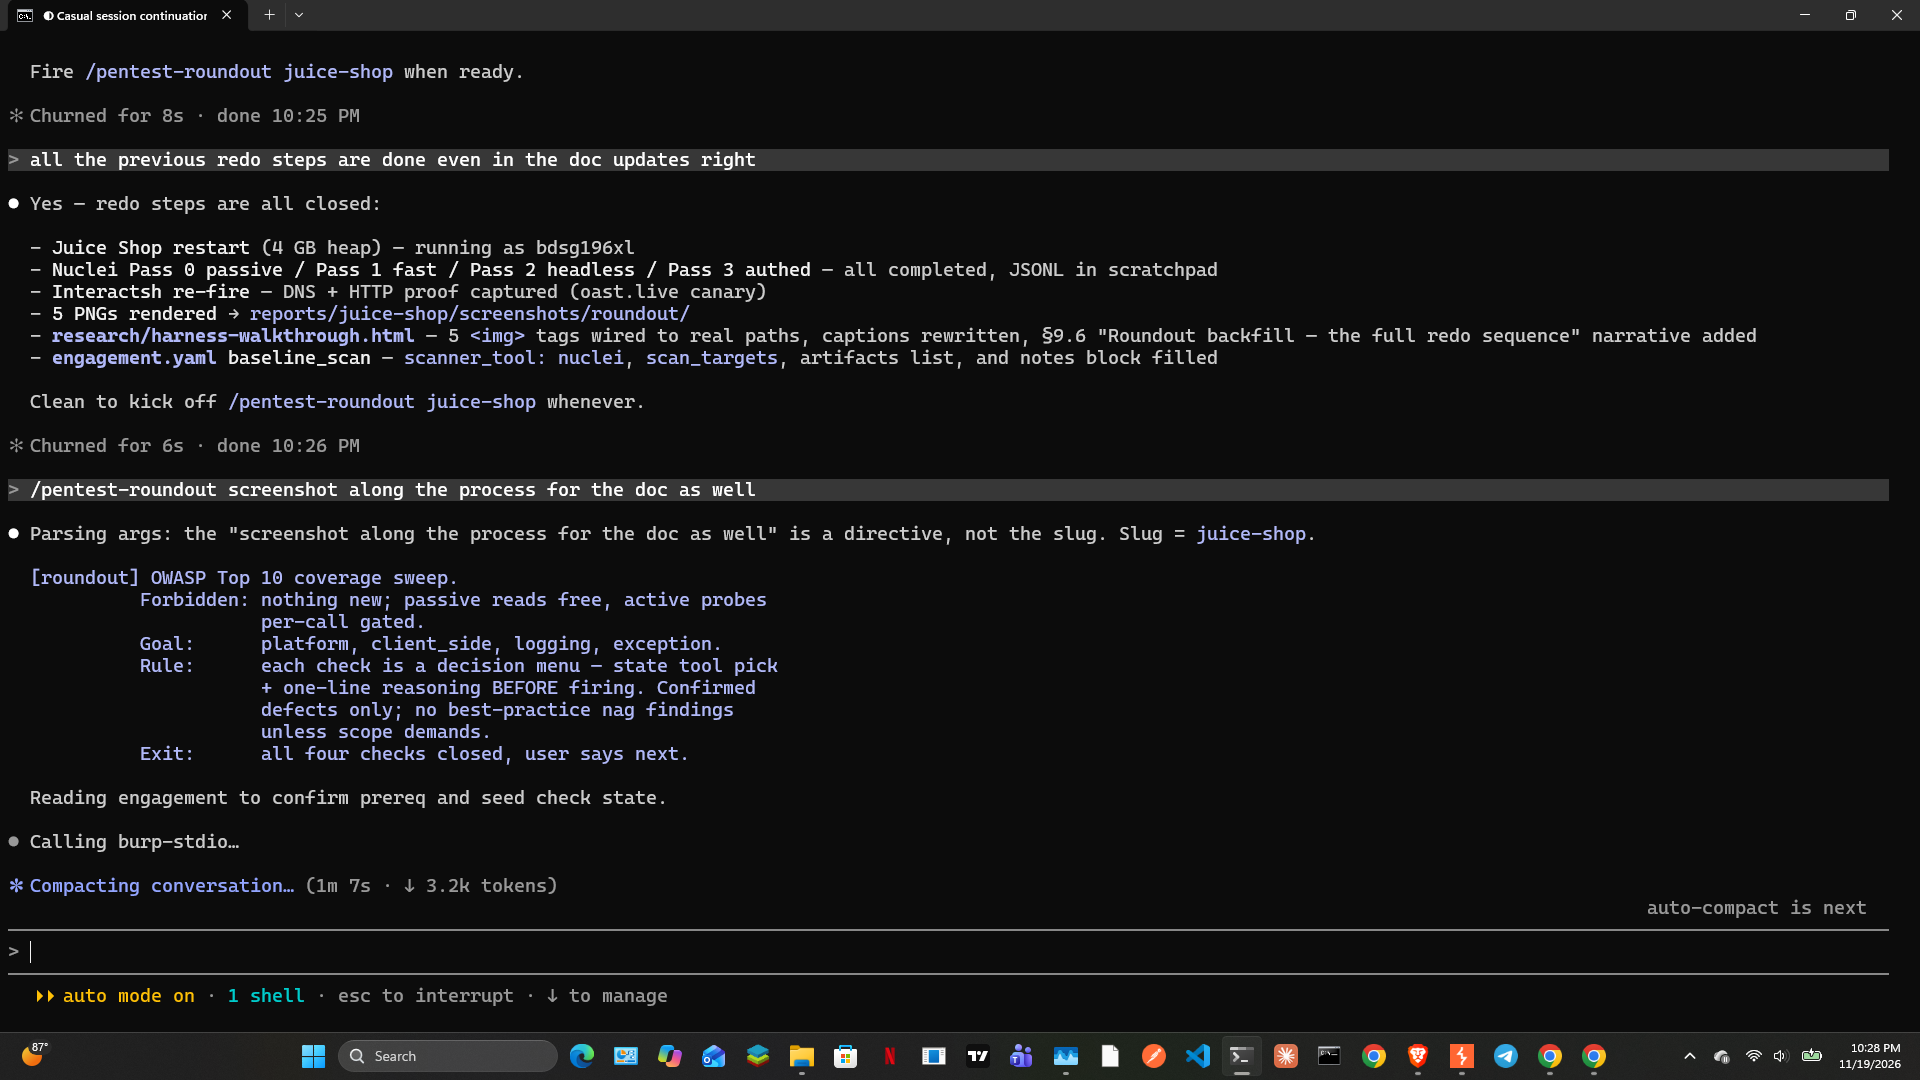 Casual session continuation
Fire /pentest-roundout juice-shop when ready.
✻ Churned for 8s · done 10:25 PM
> all the previous redo steps are done even in the doc updates right
● Yes — redo steps are all closed:
- Juice Shop restart (4 GB heap) — running as bdsg196xl
- Nuclei Pass 0 passive / Pass 1 fast / Pass 2 headless / Pass 3 authed — all completed, JSONL in scratchpad
- Interactsh re-fire — DNS + HTTP proof captured (oast.live canary)
- 5 PNGs rendered → reports/juice-shop/screenshots/roundout/
- research/harness-walkthrough.html — 5 <img> tags wired to real paths, captions rewritten, §9.6 "Roundout backfill — the full redo sequence" narrative added
- engagement.yaml baseline_scan — scanner_tool: nuclei, scan_targets, artifacts list, and notes block filled
Clean to kick off /pentest-roundout juice-shop whenever.
✻ Churned for 6s · done 10:26 PM
> /pentest-roundout screenshot along the process for the doc as well
● Parsing args: the "screenshot along the process for the doc as well" is a directive, not the slug. Slug = juice-shop.
[roundout] OWASP Top 10 coverage sweep.
Forbidden: nothing new; passive reads free, active probes
per-call gated.
Goal: platform, client_side, logging, exception.
Rule: each check is a decision menu — state tool pick
+ one-line reasoning BEFORE firing. Confirmed
defects only; no best-practice nag findings
unless scope demands.
Exit: all four checks closed, user says next.
Reading engagement to confirm prereq and seed check state.
● Calling burp-stdio…
✻ Compacting conversation… (1m 7s · ↓ 3.2k tokens)
auto-compact is next
>
⏵⏵ auto mode on · 1 shell · esc to interrupt · ↓ to manage
87°
Search
10:28 PM
11/19/2026